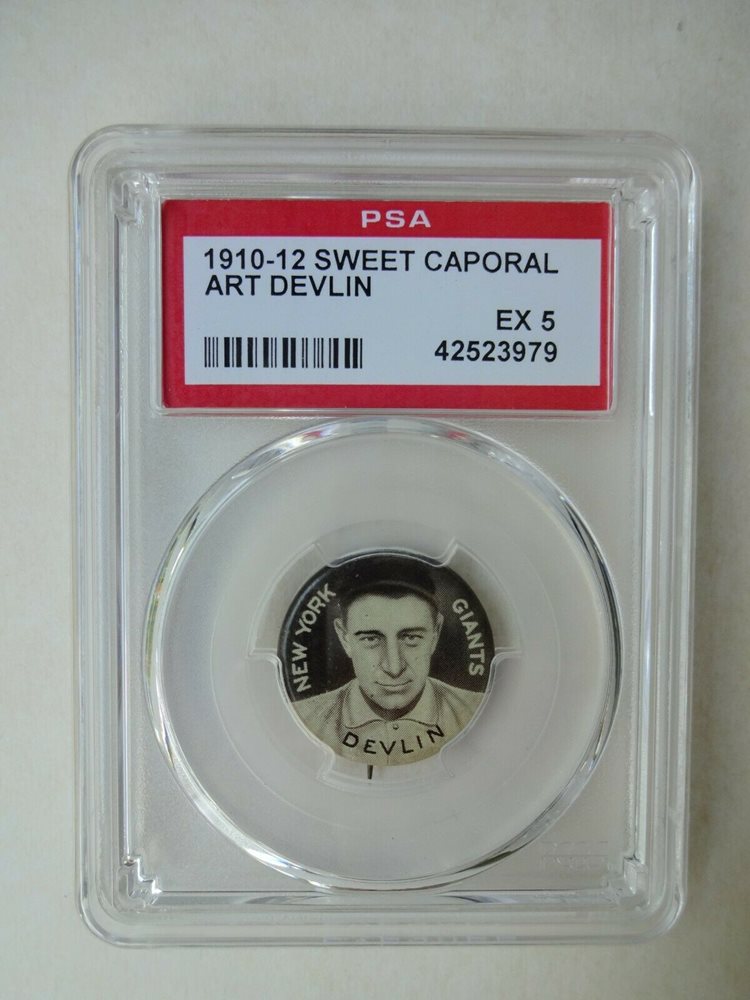 PSA
1910-12 SWEET CAPORAL
ART DEVLIN
EX 5
42523979
NEW YORK
GIANTS
DEVLIN